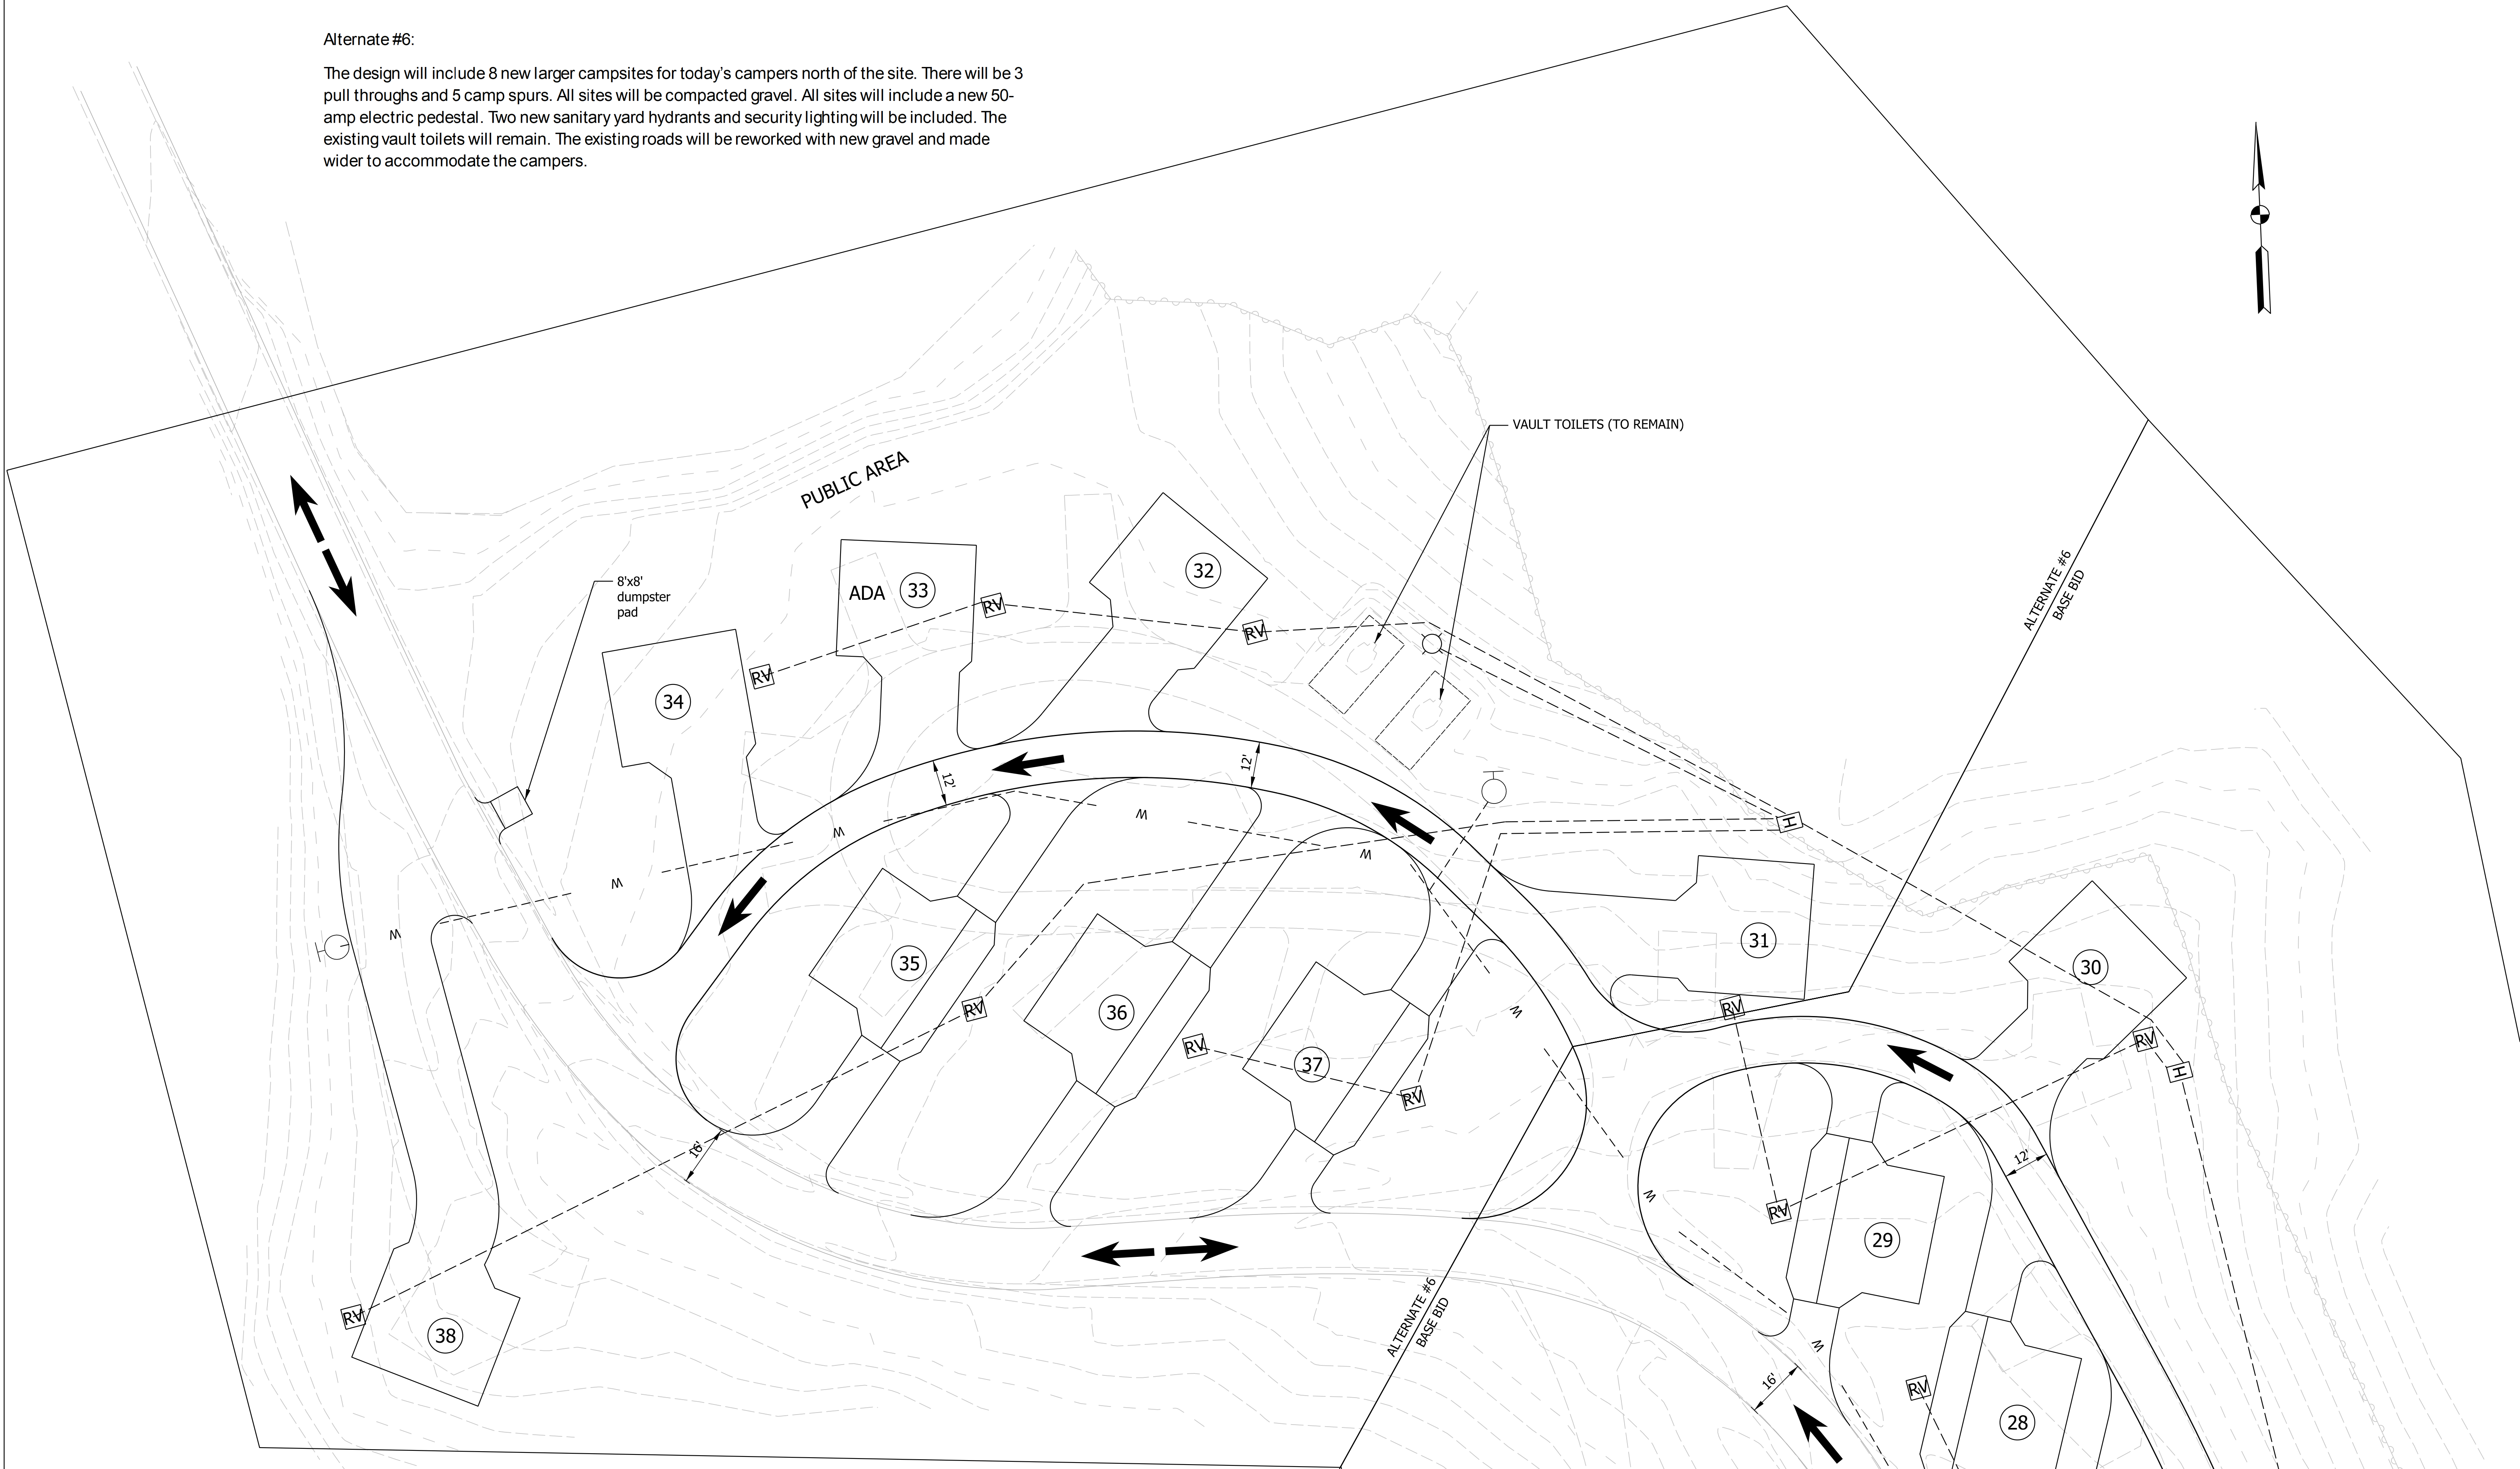 Alternate #6:
The design will include 8 new larger campsites for today's campers north of the site. There will be 3
pull throughs and 5 camp spurs. All sites will be compacted gravel. All sites will include a new 50-
amp electric pedestal. Two new sanitary yard hydrants and security lighting will be included. The
existing vault toilets will remain. The existing roads will be reworked with new gravel and made
wider to accommodate the campers.
VAULT TOILETS (TO REMAIN)
PUBLIC AREA
ALTERNATE #6
BASE BID
8'x8'
dumpster
pad
ADA
33
32
RV
RV
RV
34
12'
12'
W
W
W
W
W
H
31
30
35
36
37
RV
RV
RV
RV
RV
H
W
16'
12'
W
RV
29
RV
38
ALTERNATE #6
BASE BID
W
16'
RV
28